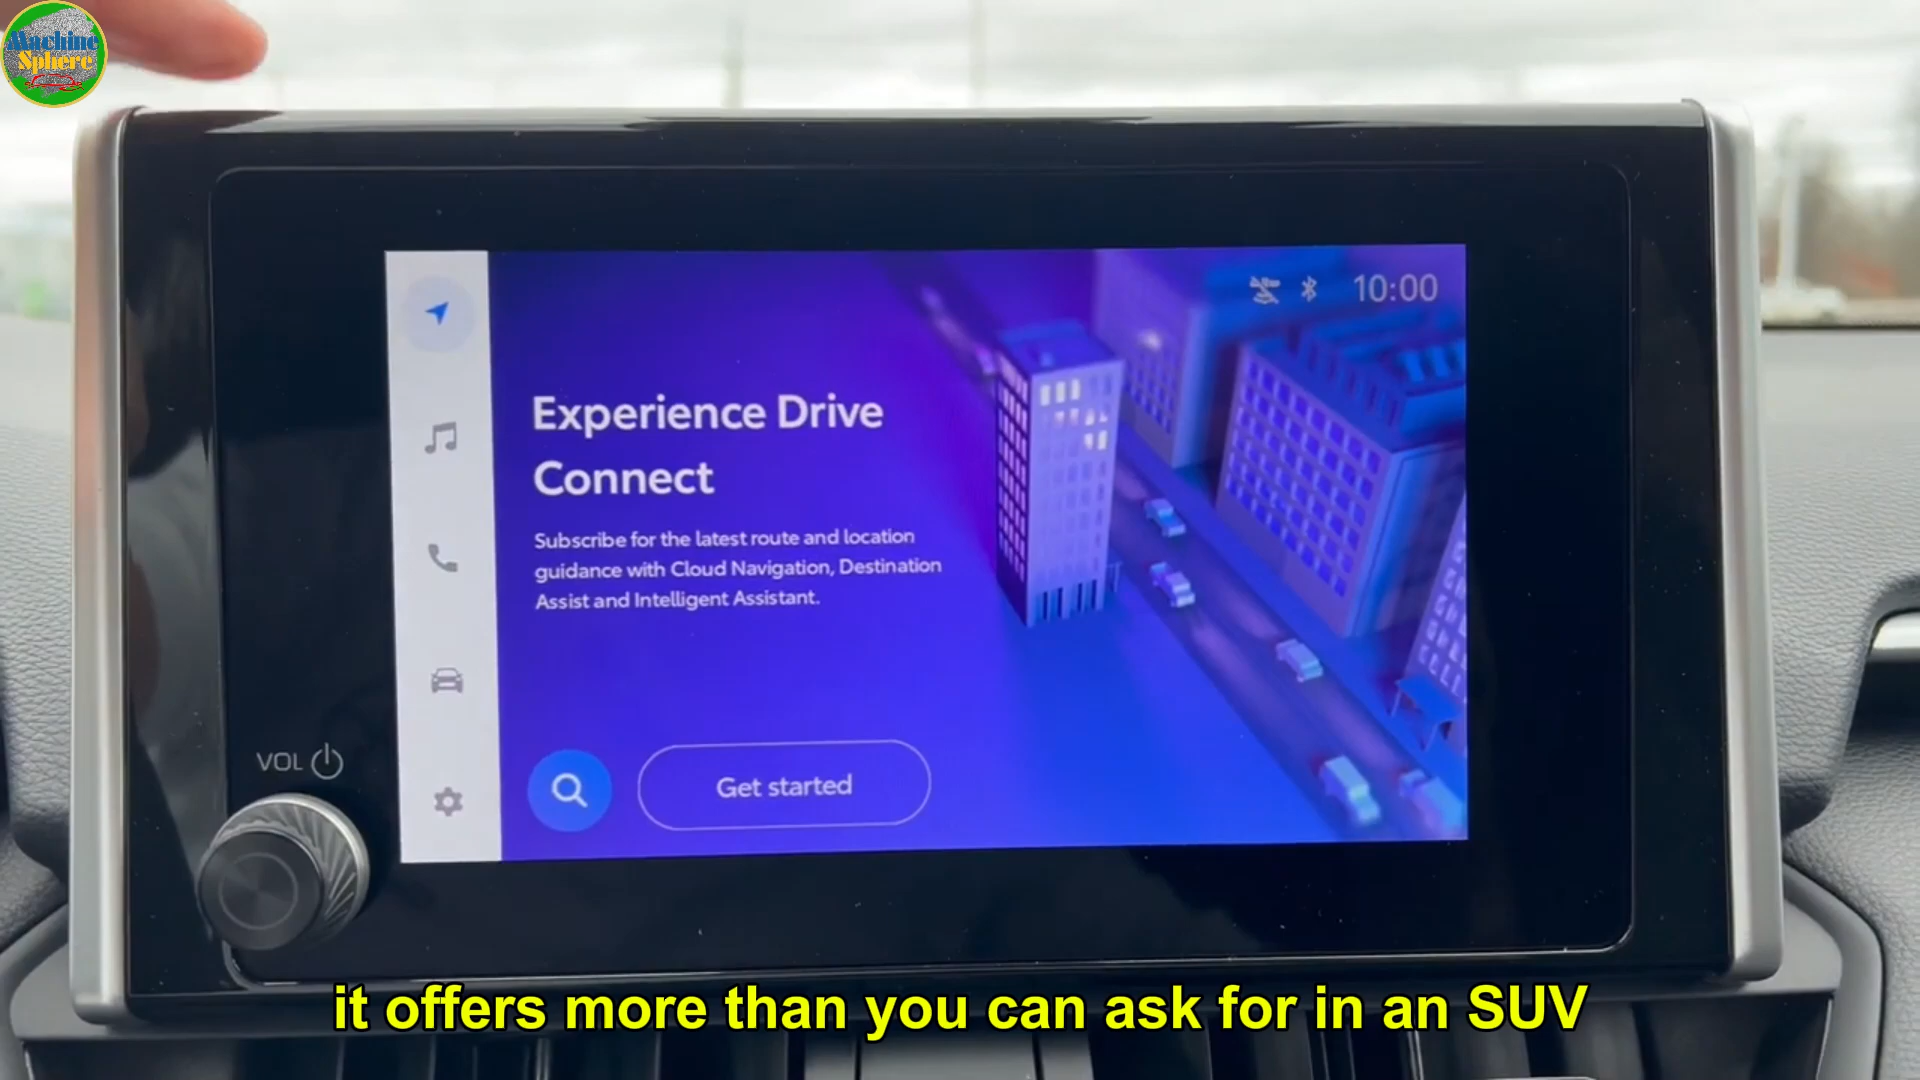 Machine
Sphere
10:00
Experience Drive
Connect
Subscribe for the latest route and location
guidance with Cloud Navigation, Destination
Assist and Intelligent Assistant.
VOL
Get started
it offers more than you can ask for in an SUV